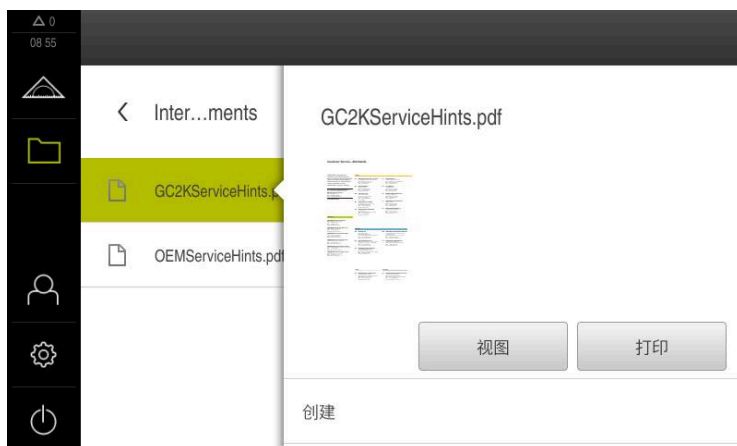 0
08 55
Inter...ments
GC2KServiceHints.pdf
GC2KServiceHints.p
OEMServiceHints.pdf
视图
打印
创建